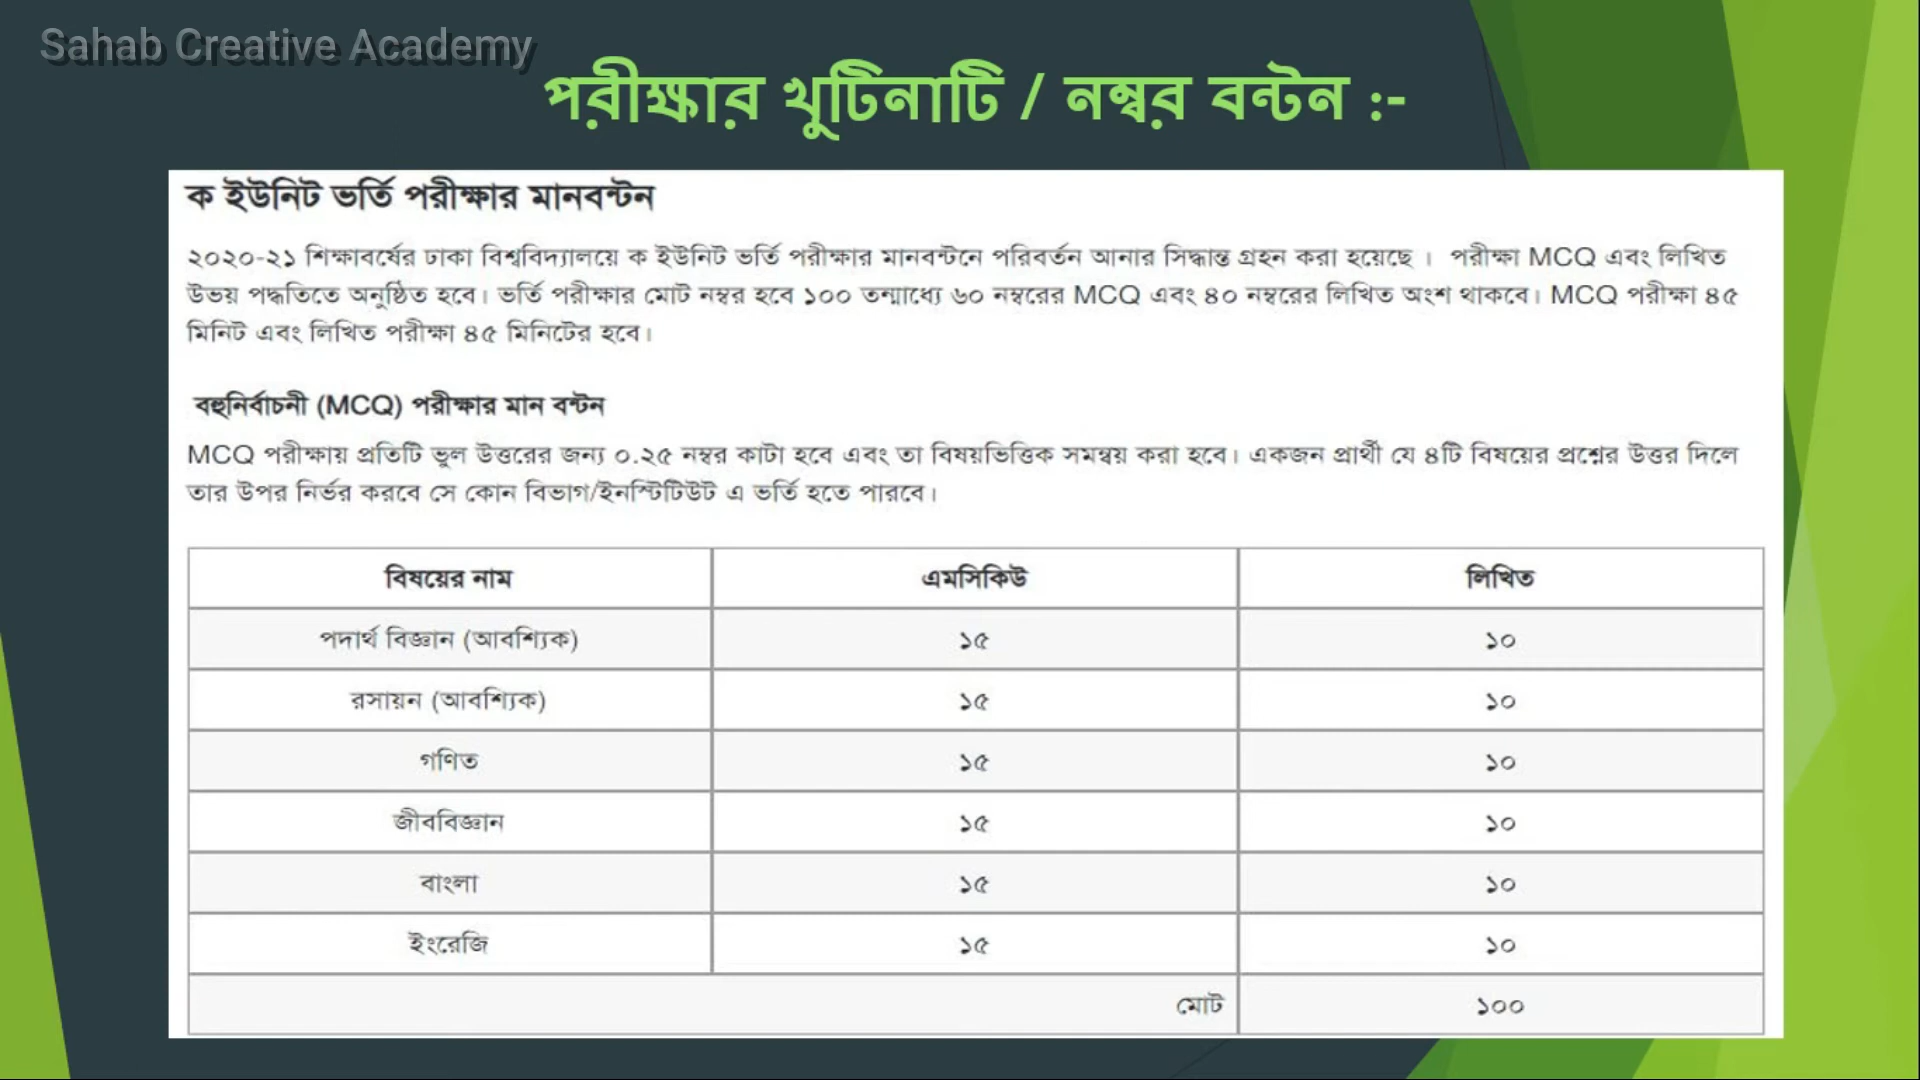 Sahab Creative Academy
পরীক্ষার খুটিনাটি / নম্বর বন্টন :-
ক ইউনিট ভর্তি পরীক্ষার মানবন্টন
২০২০-২১ শিক্ষাবর্ষের ঢাকা বিশ্ববিদ্যালয়ে ক ইউনিট ভর্তি পরীক্ষার মানবন্টনে পরিবর্তন আনার সিদ্ধান্ত গ্রহন করা হয়েছে । পরীক্ষা MCQ এবং লিখিত
উভয় পদ্ধতিতে অনুষ্ঠিত হবে। ভর্তি পরীক্ষার মোট নম্বর হবে ১০০ তন্মাধ্যে ৬০ নম্বরের MCQ এবং ৪০ নম্বরের লিখিত অংশ থাকবে। MCQ পরীক্ষা ৪৫
মিনিট এবং লিখিত পরীক্ষা ৪৫ মিনিটের হবে।
বহুনির্বাচনী (MCQ) পরীক্ষার মান বন্টন
MCQ পরীক্ষায় প্রতিটি ভুল উত্তরের জন্য ০.২৫ নম্বর কাটা হবে এবং তা বিষয়ভিত্তিক সমন্বয় করা হবে। একজন প্রার্থী যে ৪টি বিষয়ের প্রশ্নের উত্তর দিলে
তার উপর নির্ভর করবে সে কোন বিভাগ/ইনস্টিটিউট এ ভর্তি হতে পারবে।
বিষয়ের নাম এমসিকিউ লিখিত
পদার্থ বিজ্ঞান (আবশ্যিক) ১৫ ১০
রসায়ন (আবশ্যিক) ১৫ ১০
গণিত ১৫ ১০
জীববিজ্ঞান ১৫ ১০
বাংলা ১৫ ১০
ইংরেজি ১৫ ১০
মোট ১০০